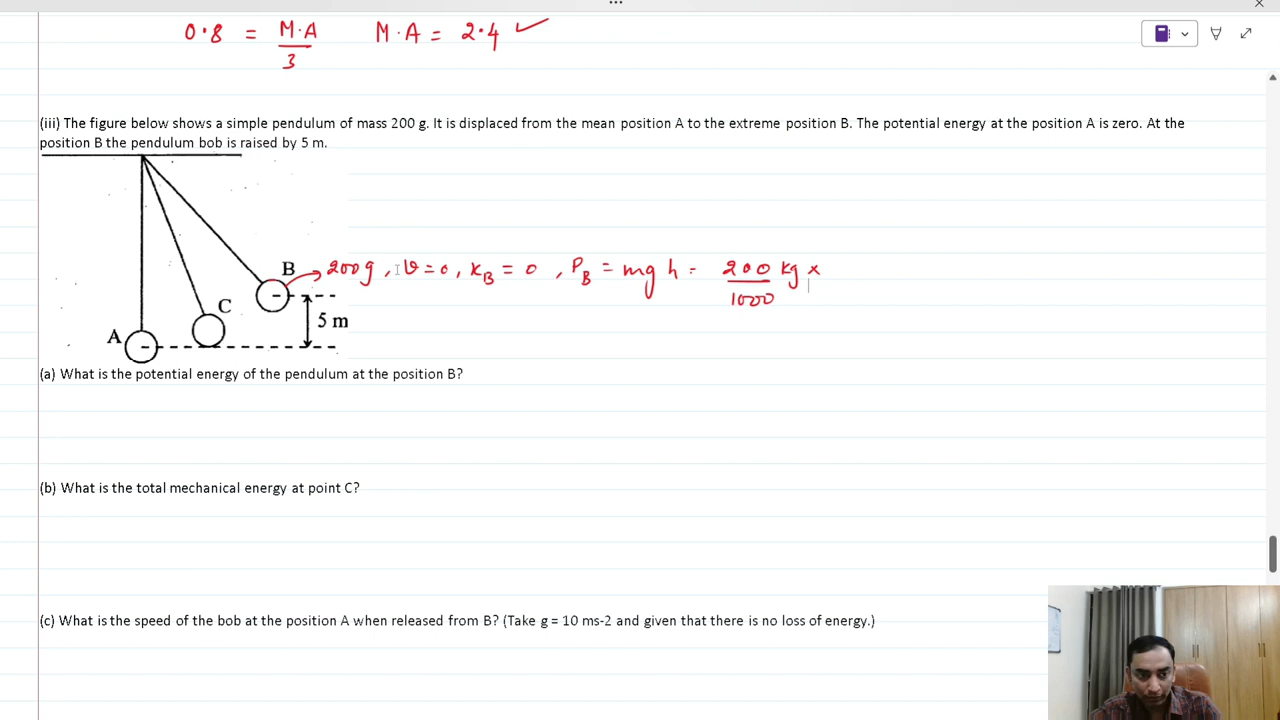 0.8 = M.A/3 M.A = 2.4 ✓
(iii) The figure below shows a simple pendulum of mass 200 g. It is displaced from the mean position A to the extreme position B. The potential energy at the position A is zero. At the
position B the pendulum bob is raised by 5 m.
B → 200g , v = 0 , K_B = 0 , P_B = mgh = 200/1000 kg ×
C
5 m
A
(a) What is the potential energy of the pendulum at the position B?
(b) What is the total mechanical energy at point C?
(c) What is the speed of the bob at the position A when released from B? (Take g = 10 ms-2 and given that there is no loss of energy.)